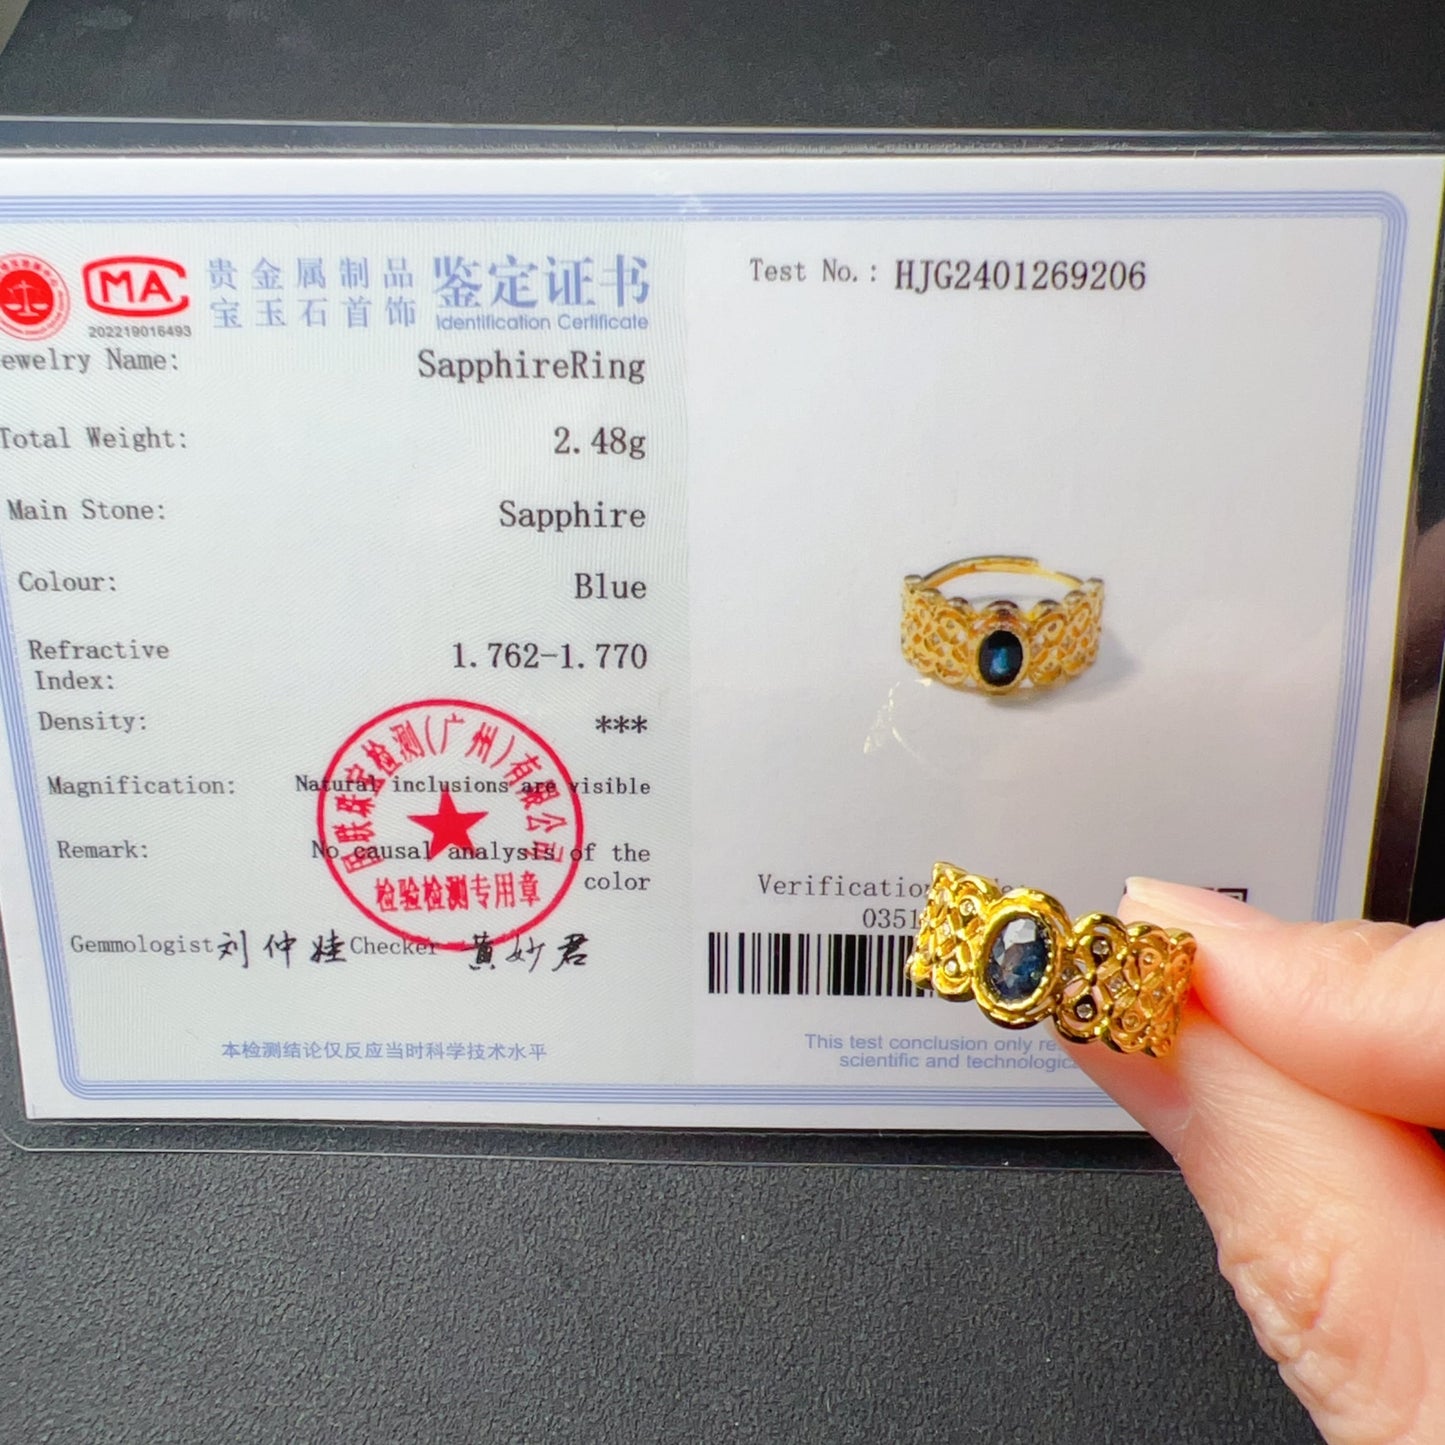 MA
202219016493
贵金属制品
宝玉石首饰
鉴定证书
Identification Certificate
Test No.: HJG2401269206
ewelry Name: SapphireRing
Total Weight: 2.48g
Main Stone: Sapphire
Colour: Blue
Refractive Index: 1.762-1.770
Density: ***
Magnification: Natural inclusions are visible
Remark: No causal analysis of the
color
检测(广州)有限公司
检验检测专用章
Gemmologist 刘仲娃 Checker 黄妙君
本检测结论仅反应当时科学技术水平
Verificatio
0351
This test conclusion only re
scientific and technologica